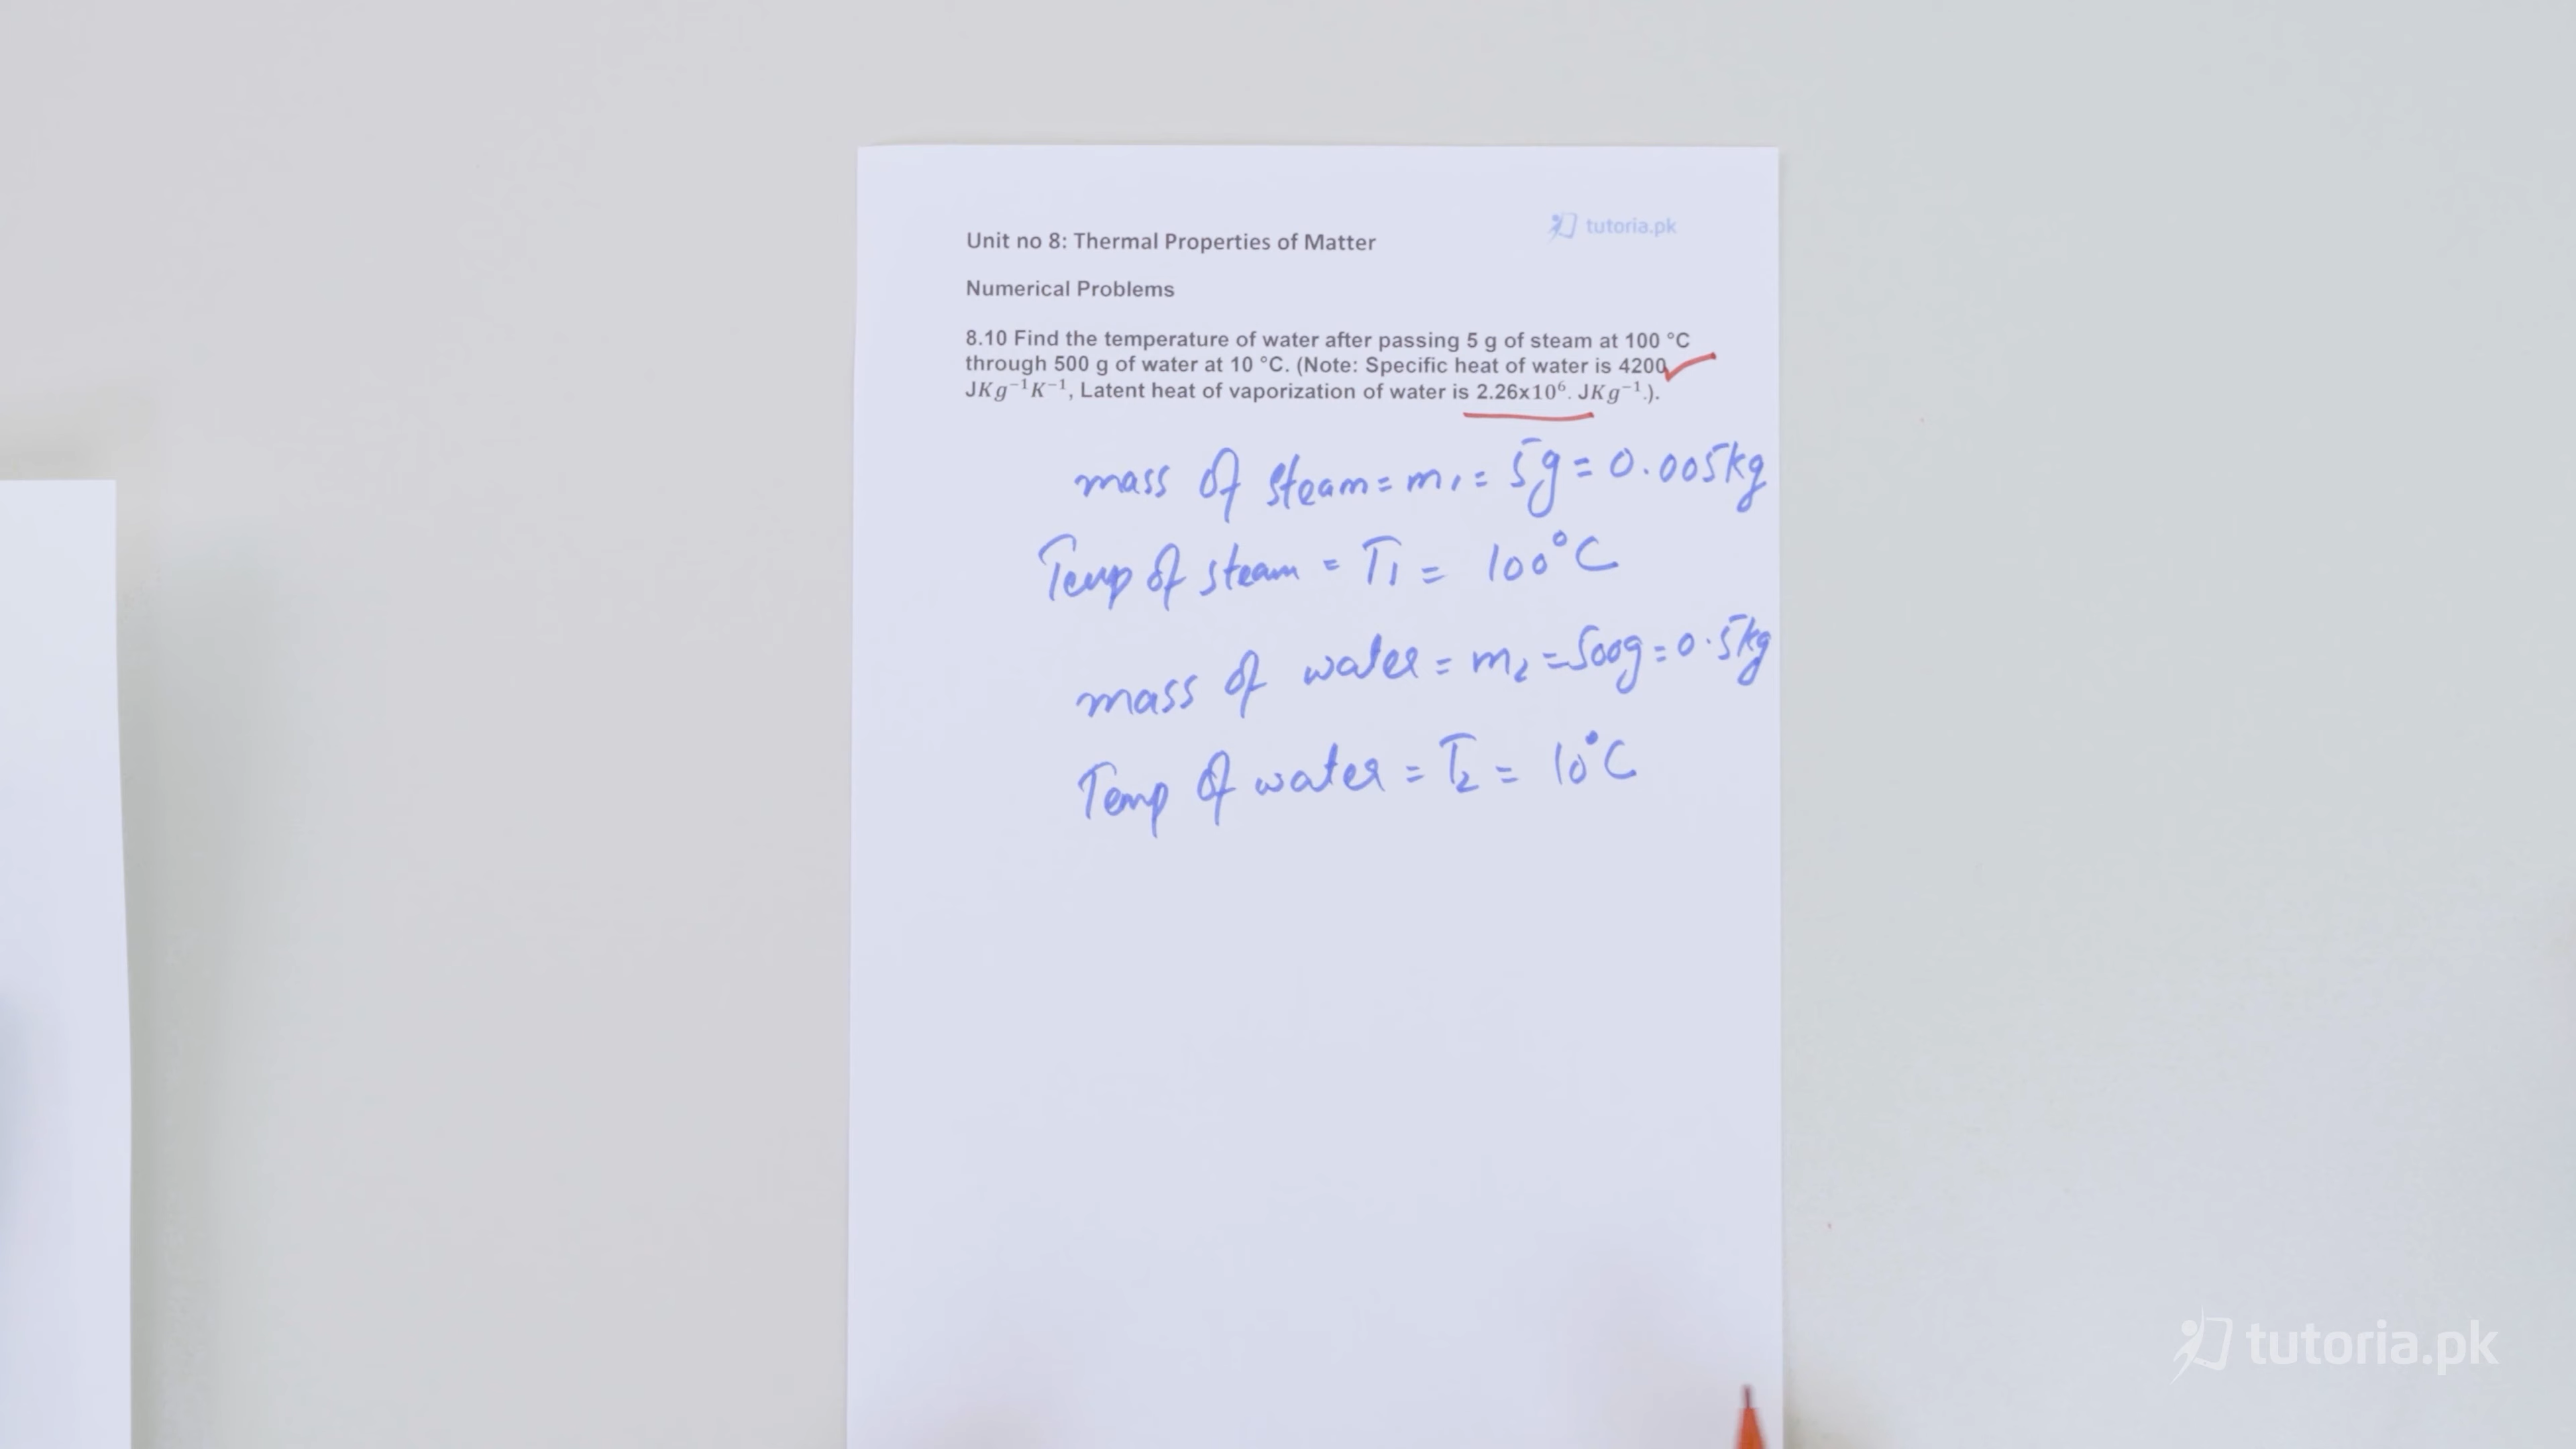 tutoria.pk
Unit no 8: Thermal Properties of Matter
Numerical Problems
8.10 Find the temperature of water after passing 5 g of steam at 100 °C
through 500 g of water at 10 °C. (Note: Specific heat of water is 4200
JKg⁻¹K⁻¹, Latent heat of vaporization of water is 2.26x10⁶. JKg⁻¹.).
mass of steam = m₁ = 5g = 0.005kg
Temp of steam = T₁ = 100°C
mass of water = m₂ = 500g = 0.5kg
Temp of water = T₂ = 10°C
tutoria.pk